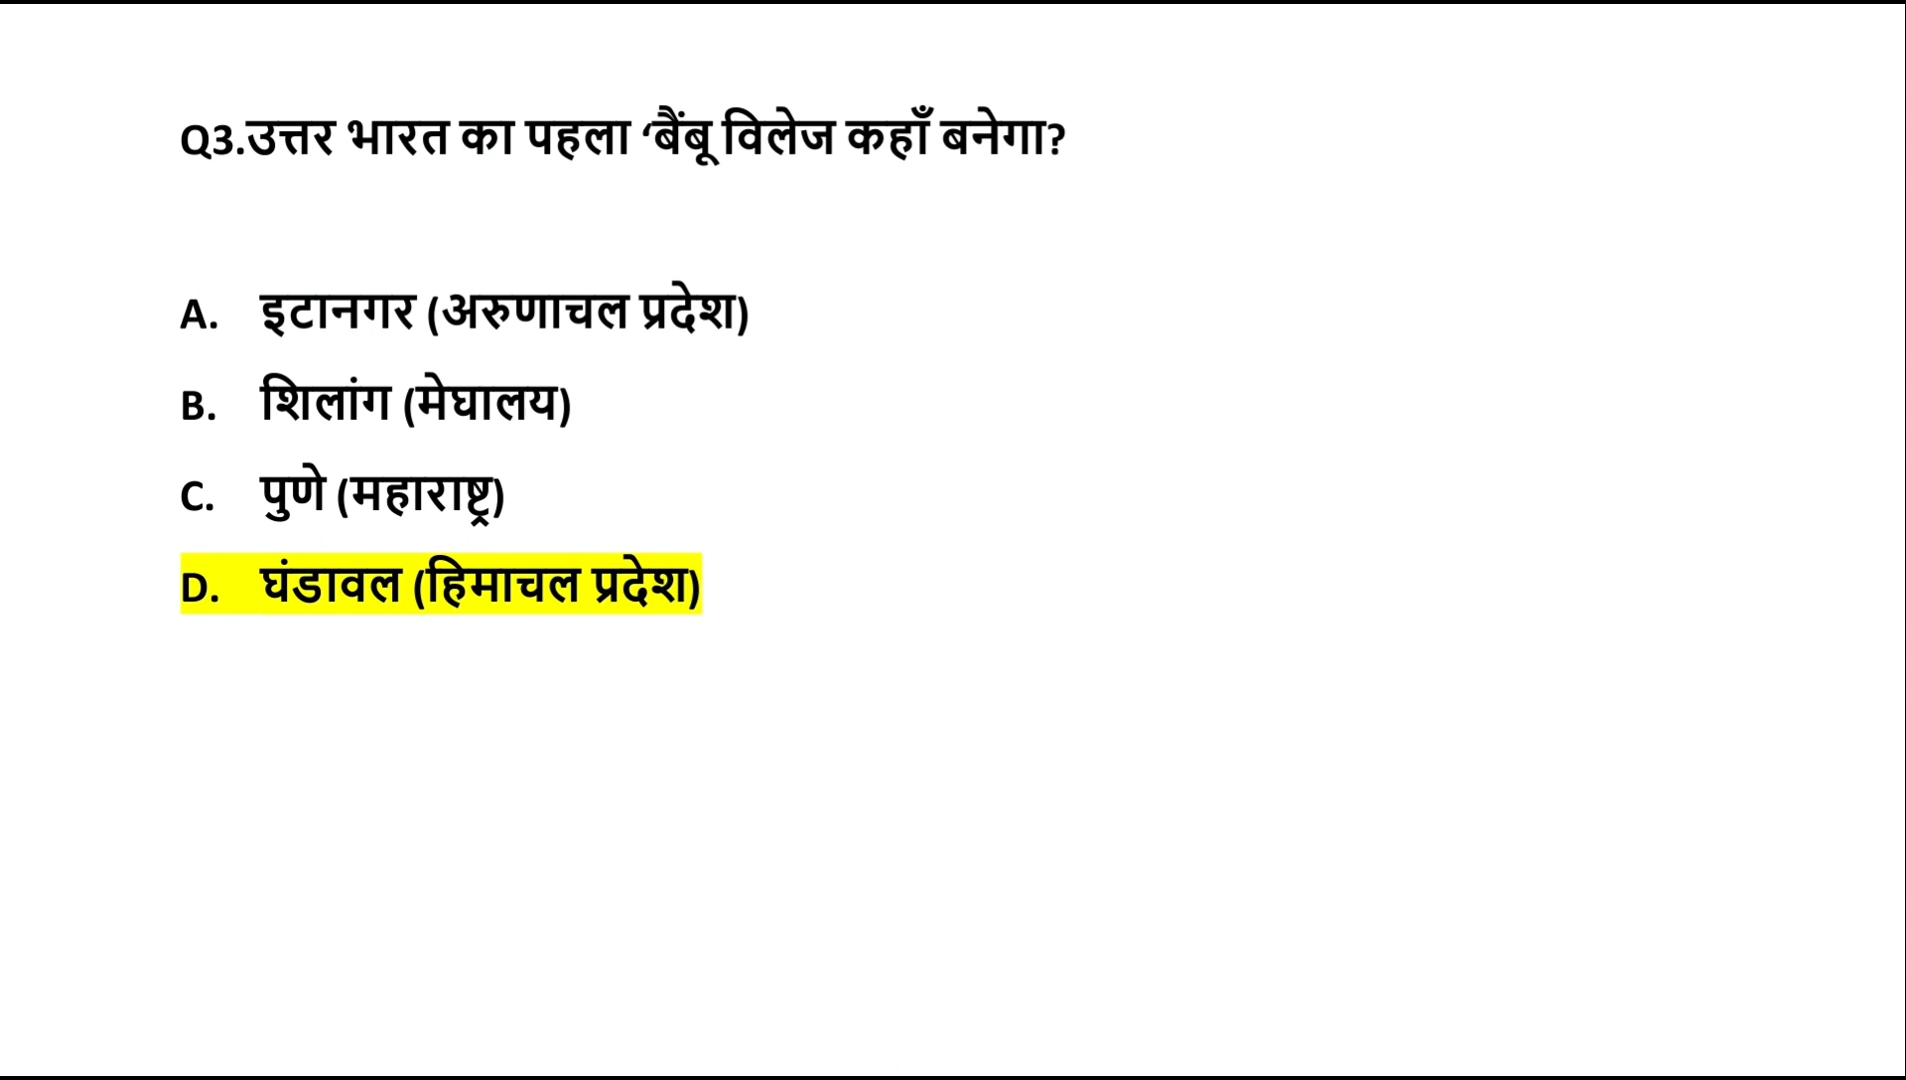 Q3.उत्तर भारत का पहला ‘बैंबू विलेज कहाँ बनेगा?
A. इटानगर (अरुणाचल प्रदेश)
B. शिलांग (मेघालय)
C. पुणे (महाराष्ट्र)
D. घंडावल (हिमाचल प्रदेश)